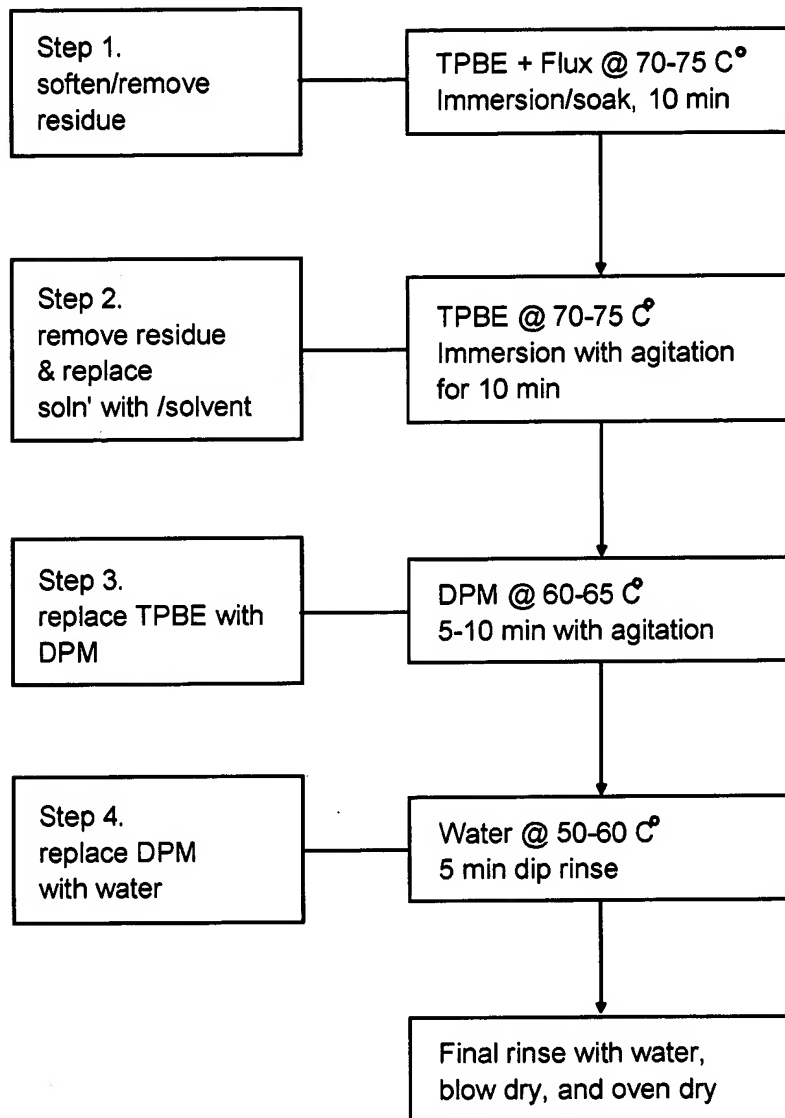 Step 1.
soften/remove
residue
TPBE + Flux @ 70-75 C°
Immersion/soak, 10 min
Step 2.
remove residue
& replace
soln' with /solvent
TPBE @ 70-75 C°
Immersion with agitation
for 10 min
Step 3.
replace TPBE with
DPM
DPM @ 60-65 C°
5-10 min with agitation
Step 4.
replace DPM
with water
Water @ 50-60 C°
5 min dip rinse
Final rinse with water,
blow dry, and oven dry